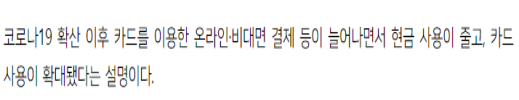 코로나19 확산 이후 카드를 이용한 온라인·비대면 결제 등이 늘어나면서 현금 사용이 줄고, 카드
사용이 확대됐다는 설명이다.